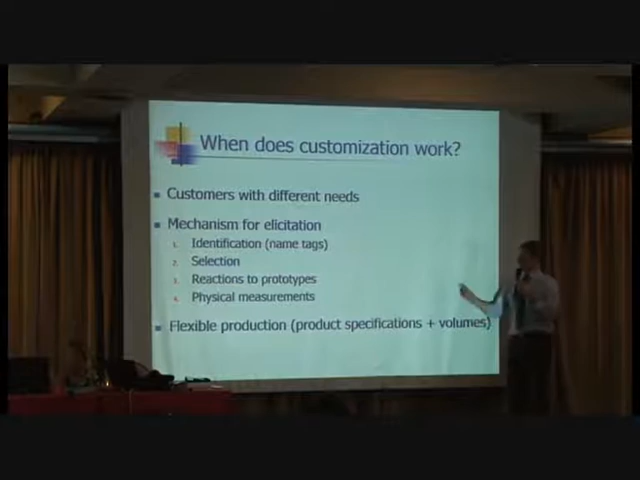 When does customization work?
Customers with different needs
Mechanism for elicitation
1. Identification (name tags)
2. Selection
3. Reactions to prototypes
4. Physical measurements
Flexible production (product specifications + volumes)